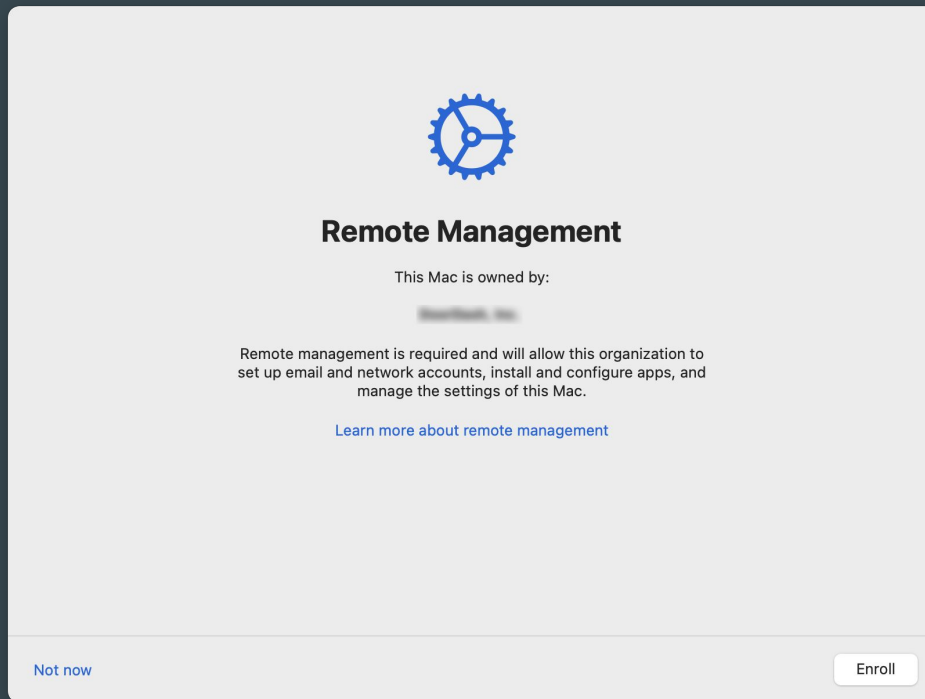 Remote Management
This Mac is owned by:
Remote management is required and will allow this organization to
set up email and network accounts, install and configure apps, and
manage the settings of this Mac.
Learn more about remote management
Not now
Enroll